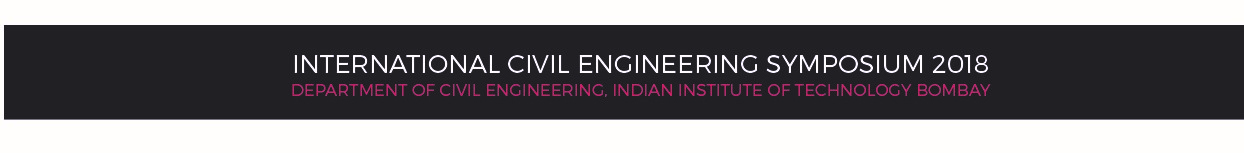 INTERNATIONAL CIVIL ENGINEERING SYMPOSIUM 2018
DEPARTMENT OF CIVIL ENGINEERING, INDIAN INSTITUTE OF TECHNOLOGY BOMBAY